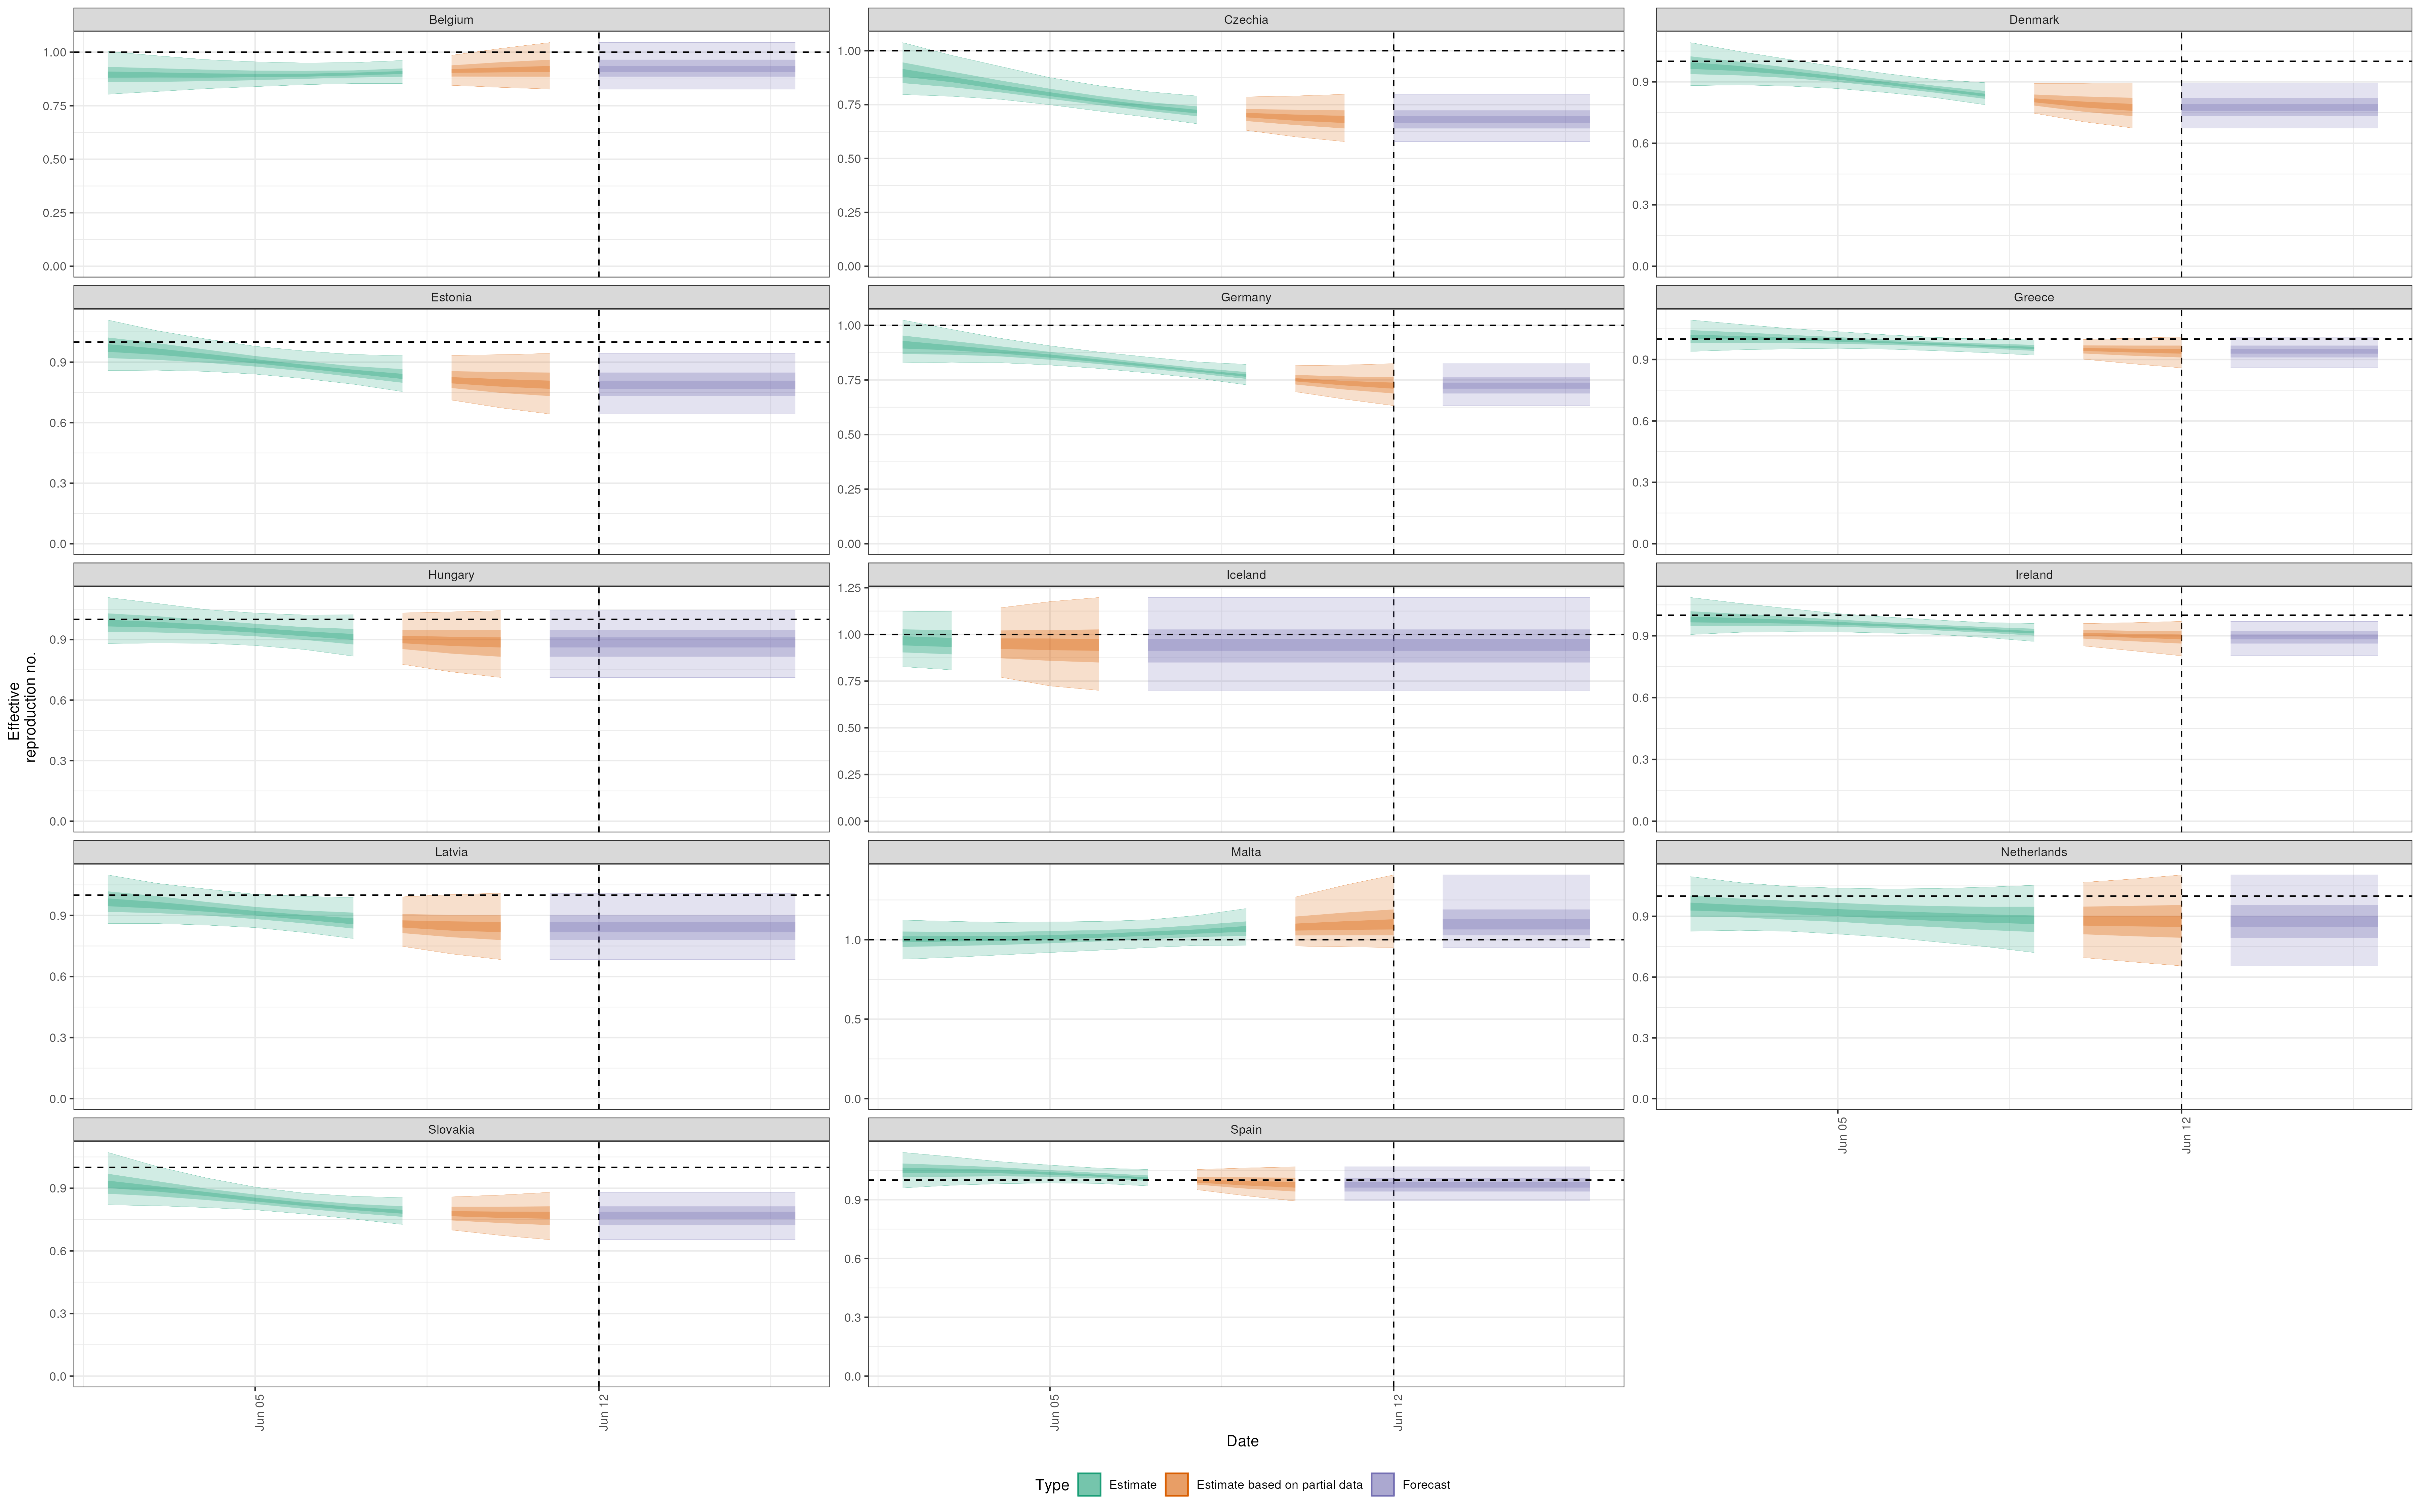 Belgium
Czechia
Denmark
1.00
0.75
0.50
0.25
0.00
1.00
0.75
0.50
0.25
0.00
0.9
0.6
0.3
0.0
Estonia
Germany
Greece
0.9
0.6
0.3
0.0
1.00
0.75
0.50
0.25
0.00
0.9
0.6
0.3
0.0
Hungary
Iceland
Ireland
0.9
0.6
0.3
0.0
1.25
1.00
0.75
0.50
0.25
0.00
0.9
0.6
0.3
0.0
Effective
reproduction no.
Latvia
Malta
Netherlands
0.9
0.6
0.3
0.0
1.0
0.5
0.0
0.9
0.6
0.3
0.0
Jun 05
Jun 12
Slovakia
Spain
0.9
0.6
0.3
0.0
0.9
0.6
0.3
0.0
Jun 05
Jun 12
Jun 05
Jun 12
Date
Type Estimate Estimate based on partial data Forecast